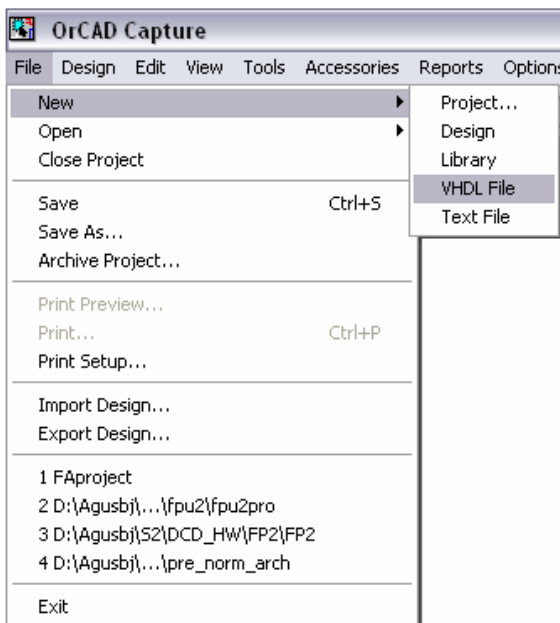 OrCAD Capture
File Design Edit View Tools Accessories Reports Options
New
Open
Close Project
Save Ctrl+S
Save As...
Archive Project...
Print Preview...
Print... Ctrl+P
Print Setup...
Import Design...
Export Design...
1 FAproject
2 D:\Agusbj\...\fpu2\fpu2pro
3 D:\Agusbj\S2\DCD_HW\FP2\FP2
4 D:\Agusbj\...\pre_norm_arch
Exit
Project...
Design
Library
VHDL File
Text File